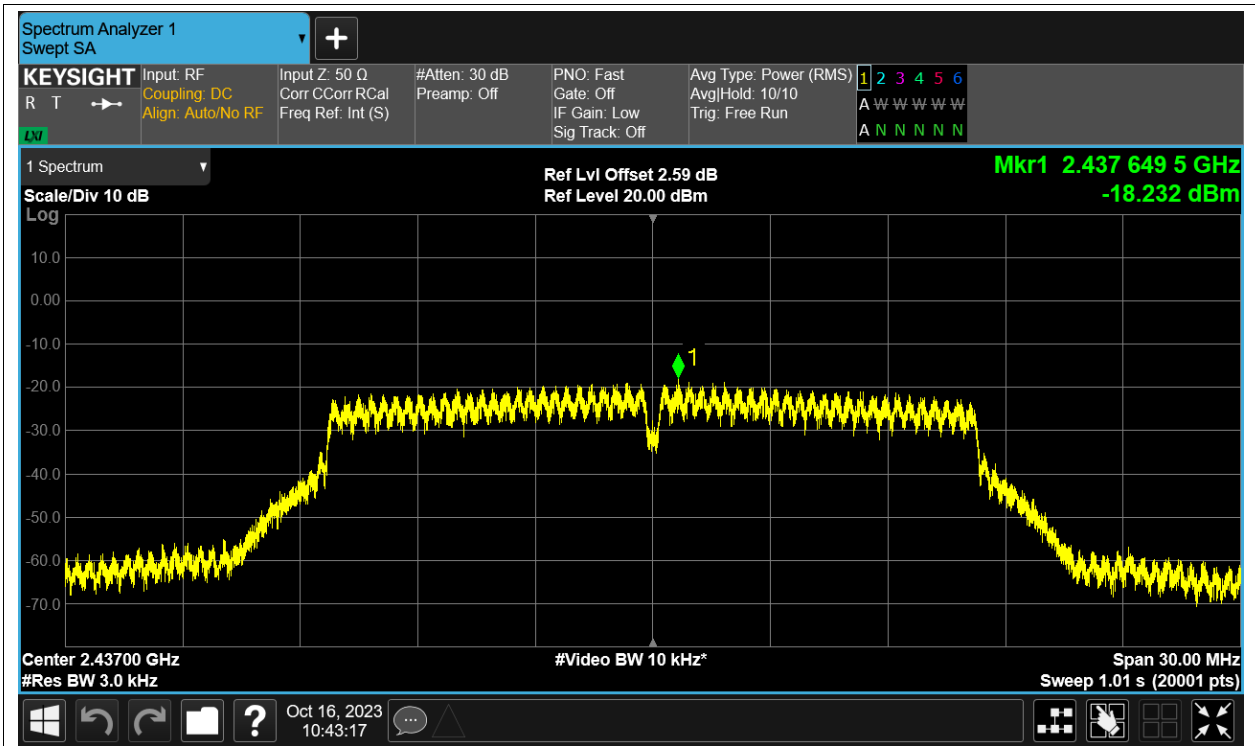 Spectrum Analyzer 1
Swept SA
+
KEYSIGHT
R T
LXI
Input: RF
Coupling: DC
Align: Auto/No RF
Input Z: 50 Ω
Corr CCorr RCal
Freq Ref: Int (S)
#Atten: 30 dB
Preamp: Off
PNO: Fast
Gate: Off
IF Gain: Low
Sig Track: Off
Avg Type: Power (RMS)
Avg|Hold: 10/10
Trig: Free Run
1 2 3 4 5 6
A W W W W W
A N N N N N
1 Spectrum
Scale/Div 10 dB
Log
Ref Lvl Offset 2.59 dB
Ref Level 20.00 dBm
Mkr1 2.437 649 5 GHz
-18.232 dBm
10.0
0.00
-10.0
1
-20.0
-30.0
-40.0
-50.0
-60.0
-70.0
Center 2.43700 GHz
#Res BW 3.0 kHz
#Video BW 10 kHz*
Span 30.00 MHz
Sweep 1.01 s (20001 pts)
?
Oct 16, 2023
10:43:17